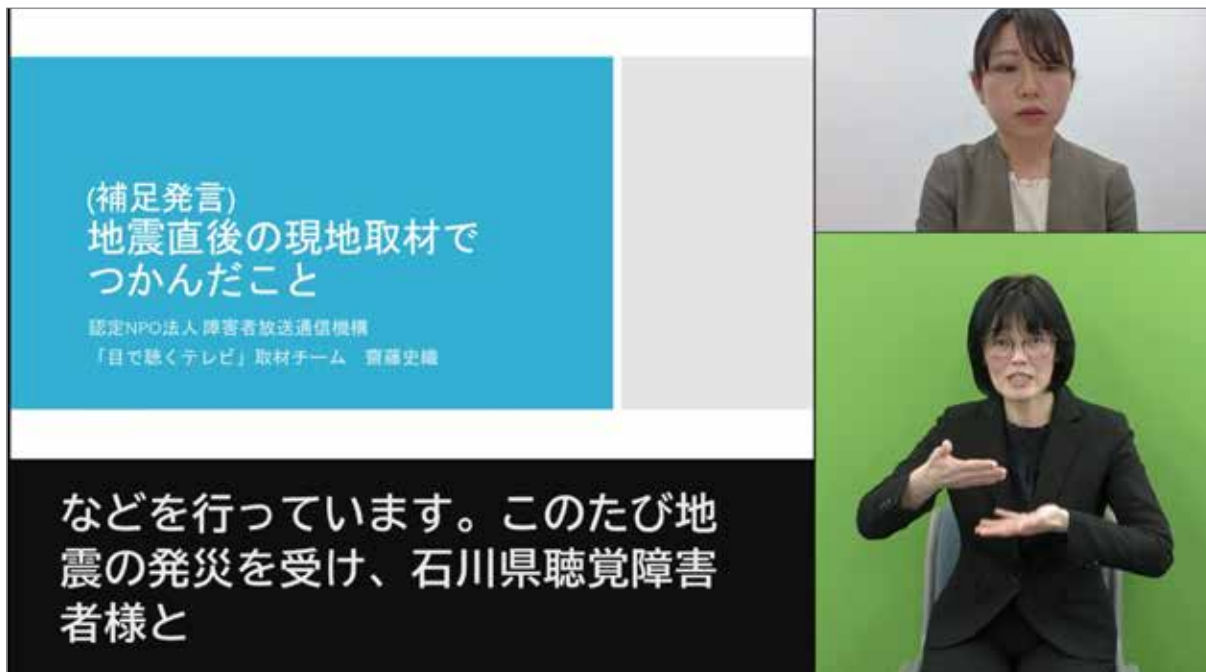 (補足発言)
地震直後の現地取材で
つかんだこと
認定NPO法人 障害者放送通信機構
「目で聴くテレビ」取材チーム 齋藤史織
などを行っています。このたび地
震の発災を受け、石川県聴覚障害
者様と